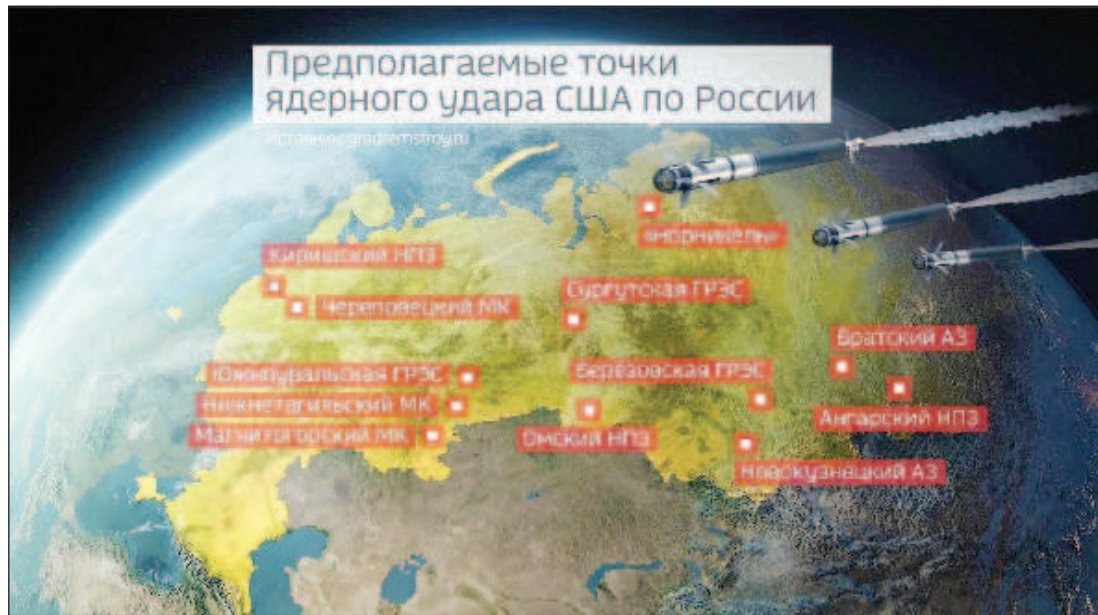 Предполагаемые точки
ядерного удара США по России
источник: gradremstroy.ru
«Норникель»
Киришский НПЗ
Череповецкий МК
Сургутская ГРЭС
Братский АЗ
Южноуральская ГРЭС
Берёзовская ГРЭС
Нижнетагильский МК
Ангарский НПЗ
Магнитогорский МК
Омский НПЗ
Новокузнецкий АЗ